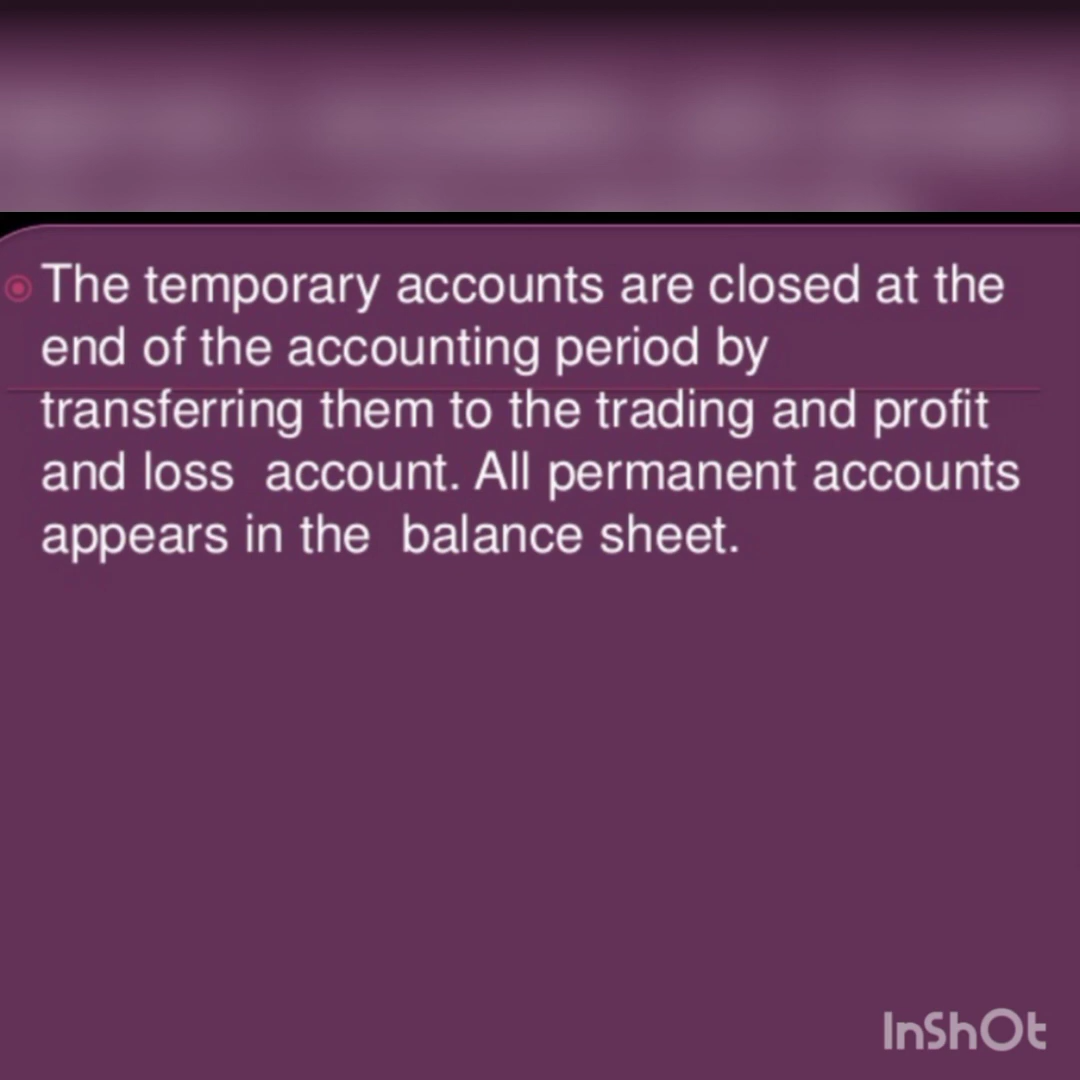 The temporary accounts are closed at the
end of the accounting period by
transferring them to the trading and profit
and loss  account. All permanent accounts
appears in the  balance sheet.
InShOt